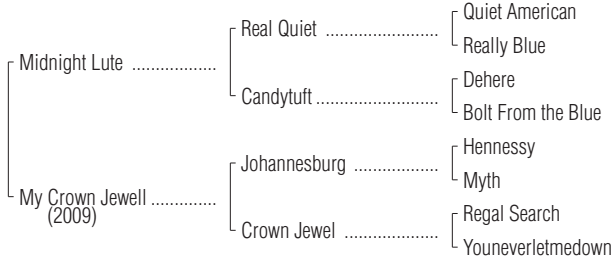 Quiet American
Real Quiet ....................
Really Blue
Midnight Lute ..................
Dehere
Candytuft ......................
Bolt From the Blue
Hennessy
Johannesburg ...............
Myth
My Crown Jewell ..............
(2009)
Regal Search
Crown Jewel .................
Youneverletmedown